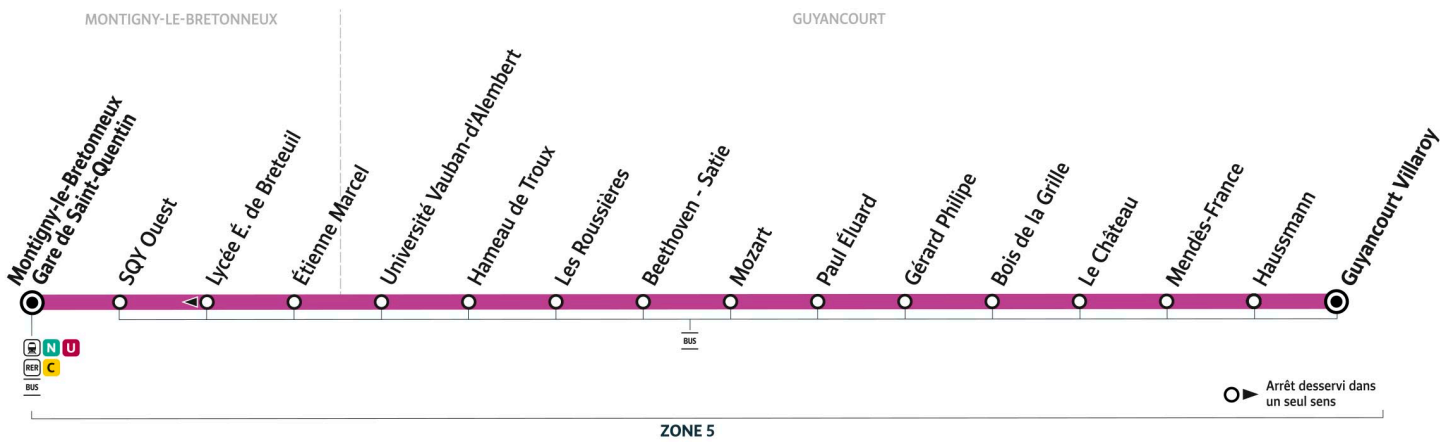 MONTIGNY-LE-BRETONNEUX
GUYANCOURT
Montigny-le-Bretonneux
Gare de Saint-Quentin
SQY Ouest
Lycée É. de Breteuil
Étienne Marcel
Université Vauban-d'Alembert
Hameau de Troux
Les Roussières
Beethoven - Satie
Mozart
Paul Éluard
Gérard Philipe
Bois de la Grille
Le Château
Mendès-France
Haussmann
Guyancourt Villaroy
N U
RER C
BUS
BUS
Arrêt desservi dans
un seul sens
ZONE 5